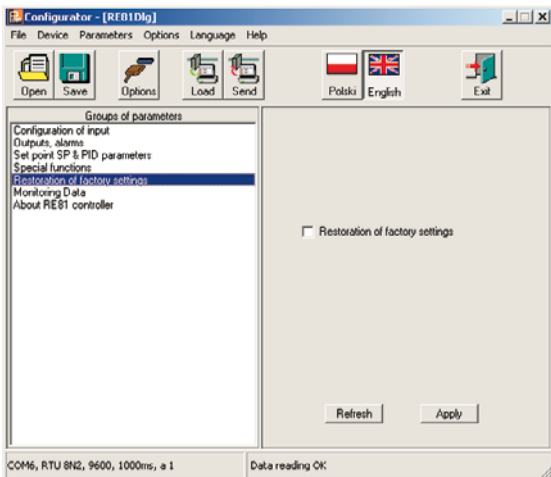 Configurator - [RE81Dlg]
File Device Parameters Options Language Help
Open Save Options Load Send Polski English Exit
Groups of parameters
Configuration of input
Outputs, alarms
Set point SP & PID parameters
Special functions
Restoration of factory settings
Monitoring Data
About RE81 controller
Restoration of factory settings
Refresh Apply
COM6, RTU 8N2, 9600, 1000ms, a 1 Data reading OK